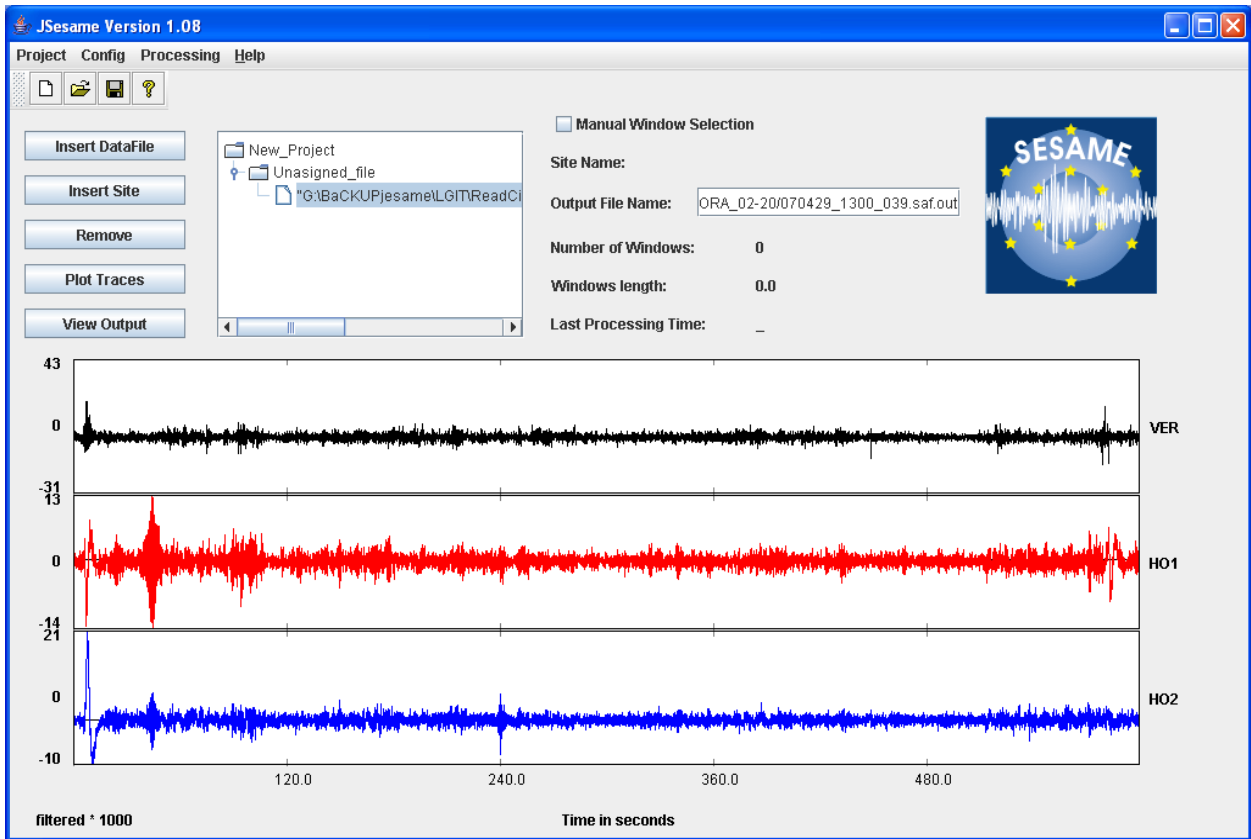 JSesame Version 1.08
Project Config Processing Help
Insert DataFile
Insert Site
Remove
Plot Traces
View Output
New_Project
Unasigned_file
"G:\BaCKUPjesame\LGIT\ReadCi
Manual Window Selection
Site Name:
Output File Name: ORA_02-20/070429_1300_039.saf.out
Number of Windows: 0
Windows length: 0.0
Last Processing Time: _
SESAME
43
0
-31
VER
13
0
-14
HO1
21
0
-10
HO2
120.0 240.0 360.0 480.0
filtered * 1000
Time in seconds